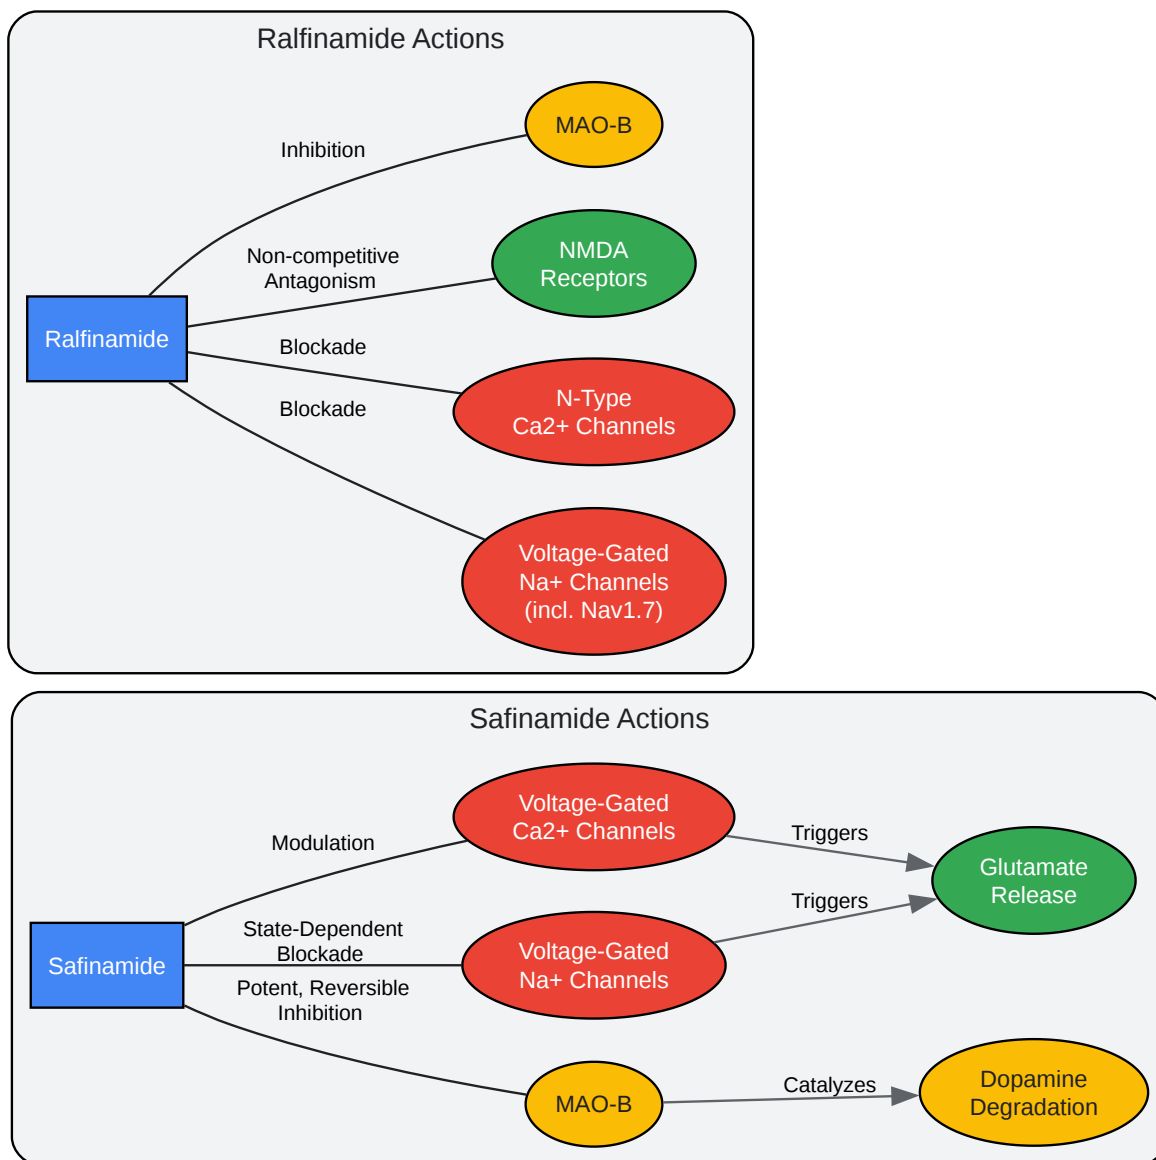 Ralfinamide Actions
MAO-B
Inhibition
NMDA
Receptors
Non-competitive
Antagonism
Ralfinamide
Blockade
N-Type
Ca2+ Channels
Blockade
Voltage-Gated
Na+ Channels
(incl. Nav1.7)
Safinamide Actions
Voltage-Gated
Ca2+ Channels
Modulation
Triggers
Glutamate
Release
Triggers
State-Dependent
Blockade
Voltage-Gated
Na+ Channels
Safinamide
Potent, Reversible
Inhibition
MAO-B
Catalyzes
Dopamine
Degradation